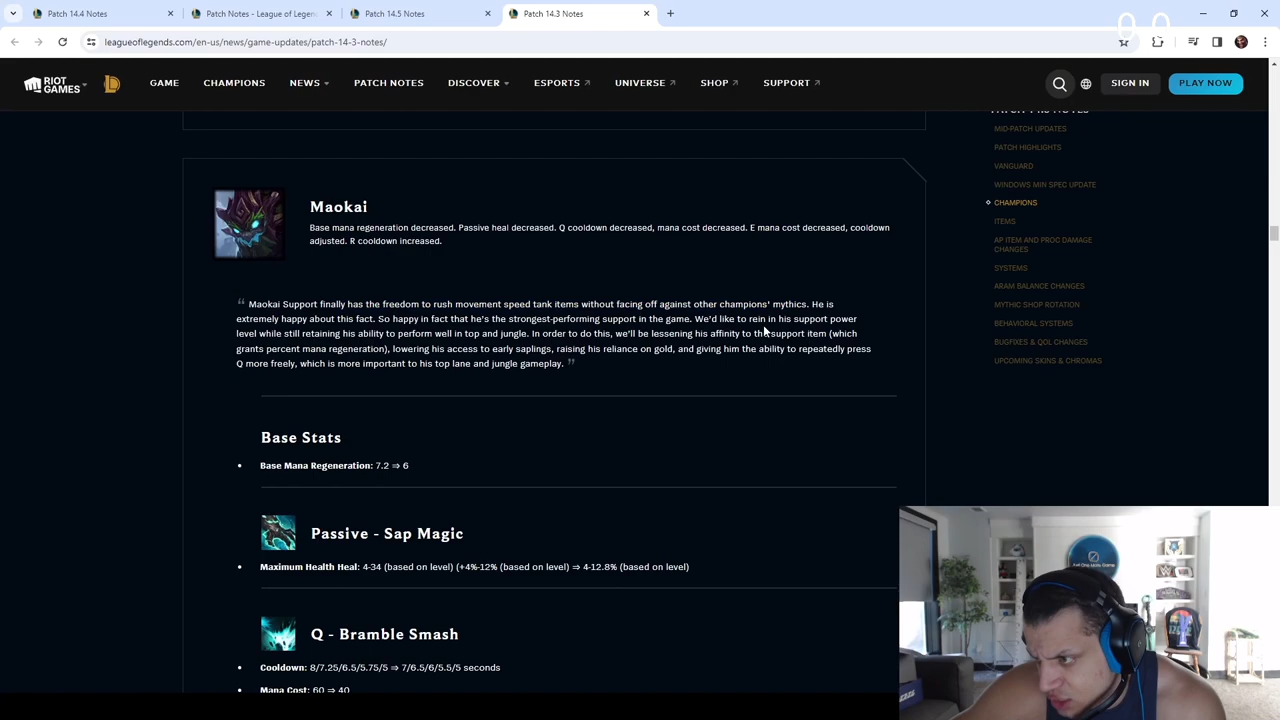 Patch 14.4 Notes
Patch Notes - League of Legen
Patch 14.5 Notes
Patch 14.3 Notes
leagueoflegends.com/en-us/news/game-updates/patch-14-3-notes/
RIOT GAMES
GAME
CHAMPIONS
NEWS
PATCH NOTES
DISCOVER
ESPORTS
UNIVERSE
SHOP
SUPPORT
SIGN IN
PLAY NOW
MID-PATCH UPDATES
PATCH HIGHLIGHTS
VANGUARD
WINDOWS MIN SPEC UPDATE
CHAMPIONS
ITEMS
AP ITEM AND PROC DAMAGE
CHANGES
SYSTEMS
ARAM BALANCE CHANGES
MYTHIC SHOP ROTATION
BEHAVIORAL SYSTEMS
BUGFIXES & QOL CHANGES
UPCOMING SKINS & CHROMAS
Maokai
Base mana regeneration decreased. Passive heal decreased. Q cooldown decreased, mana cost decreased. E mana cost decreased, cooldown
adjusted. R cooldown increased.
“ Maokai Support finally has the freedom to rush movement speed tank items without facing off against other champions' mythics. He is
extremely happy about this fact. So happy in fact that he's the strongest-performing support in the game. We'd like to rein in his support power
level while still retaining his ability to perform well in top and jungle. In order to do this, we'll be lessening his affinity to the support item (which
grants percent mana regeneration), lowering his access to early saplings, raising his reliance on gold, and giving him the ability to repeatedly press
Q more freely, which is more important to his top lane and jungle gameplay. ”
Base Stats
• Base Mana Regeneration: 7.2 ⇒ 6
Passive - Sap Magic
• Maximum Health Heal: 4-34 (based on level) (+4%-12% (based on level) ⇒ 4-12.8% (based on level)
Q - Bramble Smash
• Cooldown: 8/7.25/6.5/5.75/5 ⇒ 7/6.5/6/5.5/5 seconds
• Mana Cost: 60 ⇒ 40